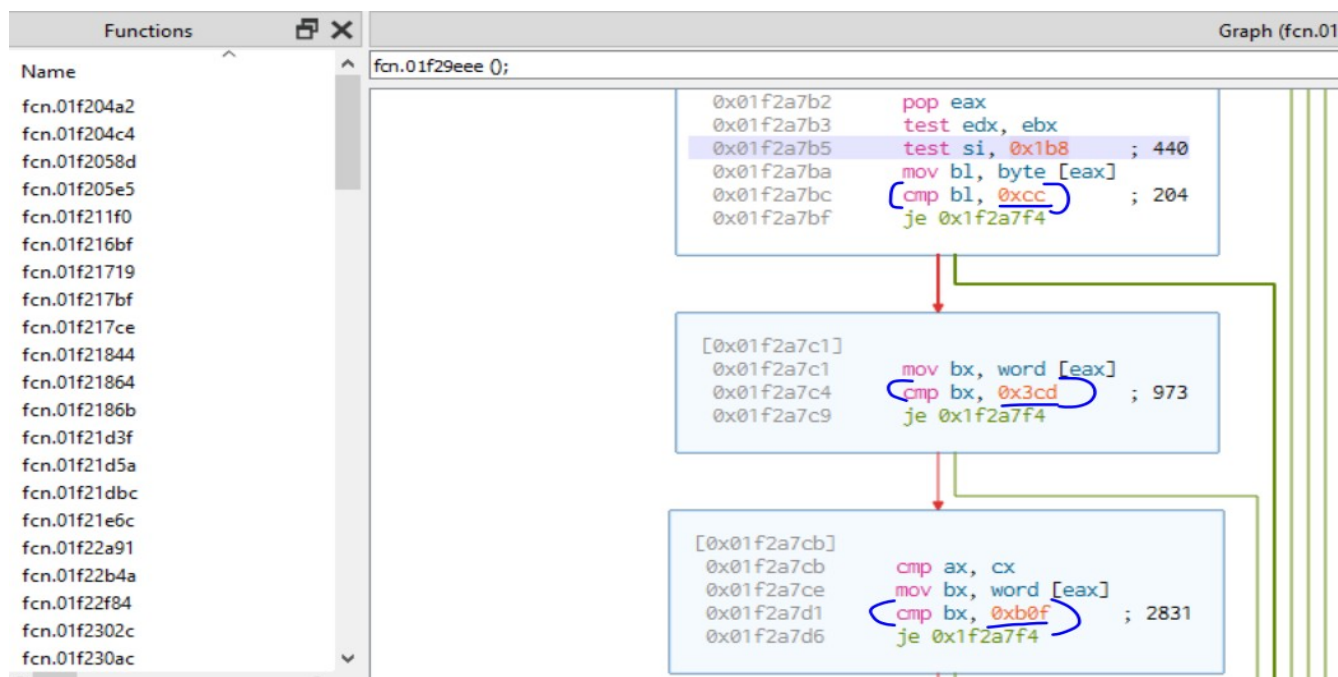 Functions
Name
fcn.01f204a2
fcn.01f204c4
fcn.01f2058d
fcn.01f205e5
fcn.01f211f0
fcn.01f216bf
fcn.01f21719
fcn.01f217bf
fcn.01f217ce
fcn.01f21844
fcn.01f21864
fcn.01f2186b
fcn.01f21d3f
fcn.01f21d5a
fcn.01f21dbc
fcn.01f21e6c
fcn.01f22a91
fcn.01f22b4a
fcn.01f22f84
fcn.01f2302c
fcn.01f230ac
Graph (fcn.01
fcn.01f29eee ();
0x01f2a7b2 pop eax
0x01f2a7b3 test edx, ebx
0x01f2a7b5 test si, 0x1b8 ; 440
0x01f2a7ba mov bl, byte [eax]
0x01f2a7bc cmp bl, 0xcc ; 204
0x01f2a7bf je 0x1f2a7f4
[0x01f2a7c1]
0x01f2a7c1 mov bx, word [eax]
0x01f2a7c4 cmp bx, 0x3cd ; 973
0x01f2a7c9 je 0x1f2a7f4
[0x01f2a7cb]
0x01f2a7cb cmp ax, cx
0x01f2a7ce mov bx, word [eax]
0x01f2a7d1 cmp bx, 0xb0f ; 2831
0x01f2a7d6 je 0x1f2a7f4